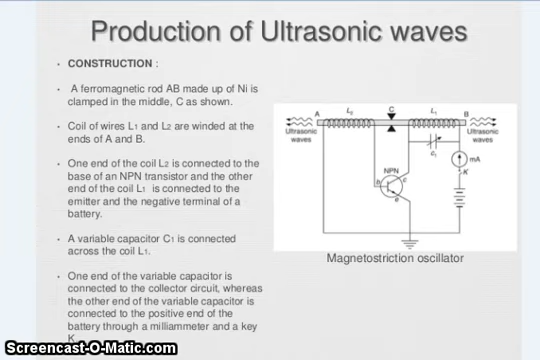 Production of Ultrasonic waves
• CONSTRUCTION :
• A ferromagnetic rod AB made up of Ni is
clamped in the middle, C as shown.
• Coil of wires L1 and L2 are winded at the
ends of A and B.
• One end of the coil L2 is connected to the
base of an NPN transistor and the other
end of the coil L1 is connected to the
emitter and the negative terminal of a
battery.
• A variable capacitor C1 is connected
across the coil L1.
• One end of the variable capacitor is
connected to the collector circuit, whereas
the other end of the variable capacitor is
connected to the positive end of the
battery through a milliammeter and a key
K.
A L2 C L1 B
Ultrasonic
waves
Ultrasonic
waves
C1
mA
K
NPN
b c
e
Magnetostriction oscillator
Screencast-O-Matic.com